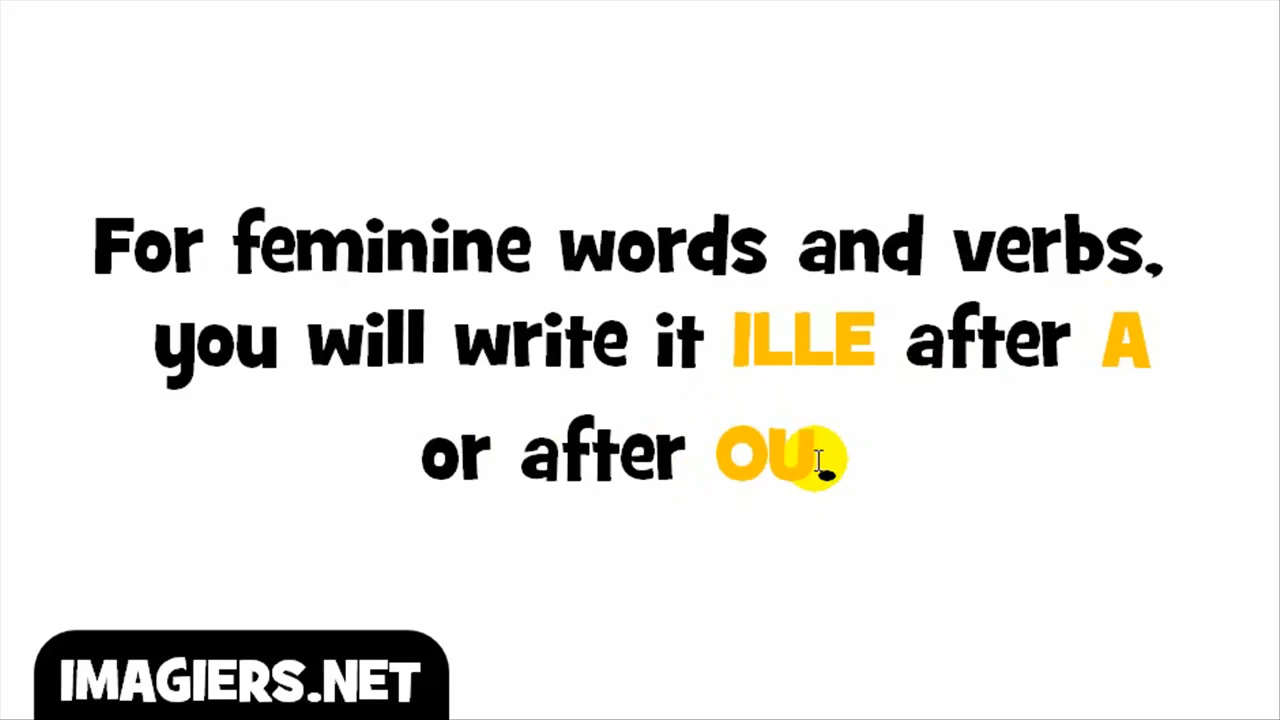 For feminine words and verbs,
you will write it ILLE after A
or after OU.
IMAGIERS.NET